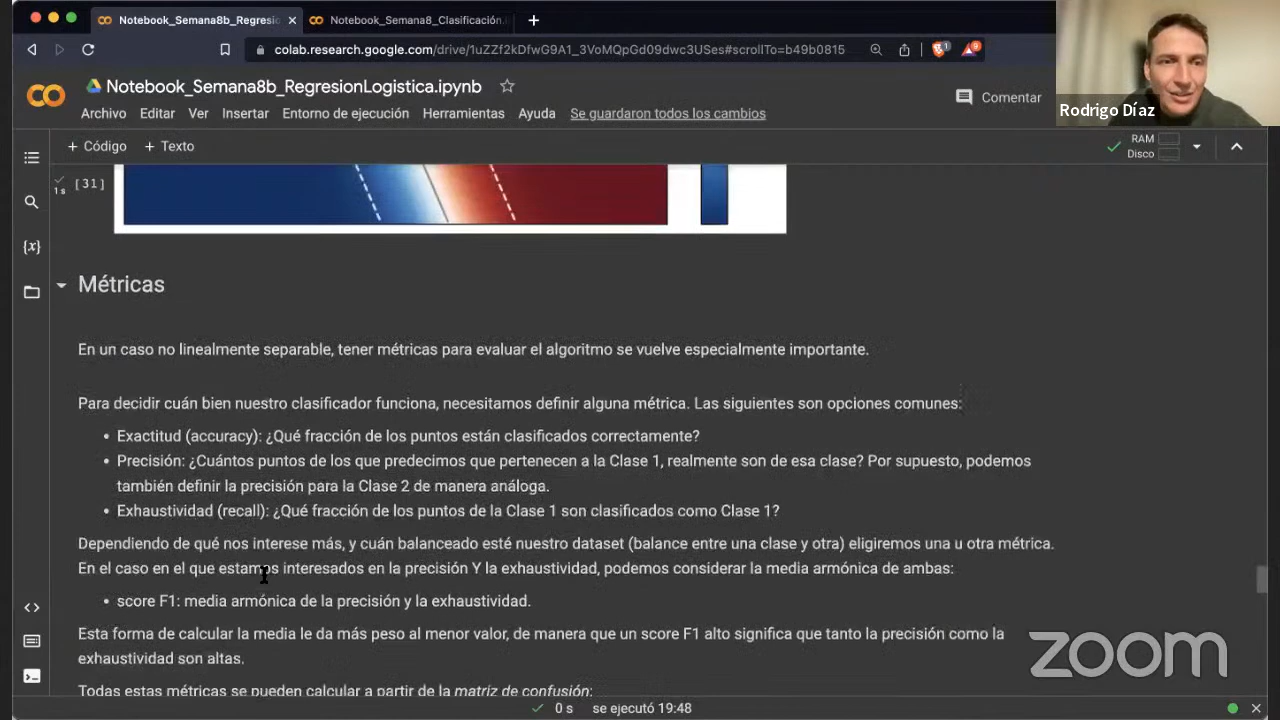 Notebook_Semana8b_Regresi
Notebook_Semana8_Clasificación.i
colab.research.google.com/drive/1uZZf2kDfwG9A1_3VoMQpGd09dwc3USes#scrollTo=b49b0815
1
9
Notebook_Semana8b_RegresionLogistica.ipynb
Archivo Editar Ver Insertar Entorno de ejecución Herramientas Ayuda Se guardaron todos los cambios
Comentar
Rodrigo Díaz
+ Código + Texto
RAM
Disco
1 s [31]
{x}
Métricas
En un caso no linealmente separable, tener métricas para evaluar el algoritmo se vuelve especialmente importante.
Para decidir cuán bien nuestro clasificador funciona, necesitamos definir alguna métrica. Las siguientes son opciones comunes:
• Exactitud (accuracy): ¿Qué fracción de los puntos están clasificados correctamente?
• Precisión: ¿Cuántos puntos de los que predecimos que pertenecen a la Clase 1, realmente son de esa clase? Por supuesto, podemos
también definir la precisión para la Clase 2 de manera análoga.
• Exhaustividad (recall): ¿Qué fracción de los puntos de la Clase 1 son clasificados como Clase 1?
Dependiendo de qué nos interese más, y cuán balanceado esté nuestro dataset (balance entre una clase y otra) eligiremos una u otra métrica.
En el caso en el que estamos interesados en la precisión Y la exhaustividad, podemos considerar la media armónica de ambas:
• score F1: media armónica de la precisión y la exhaustividad.
Esta forma de calcular la media le da más peso al menor valor, de manera que un score F1 alto significa que tanto la precisión como la
exhaustividad son altas.
Todas estas métricas se pueden calcular a partir de la matriz de confusión:
zoom
0 s se ejecutó 19:48